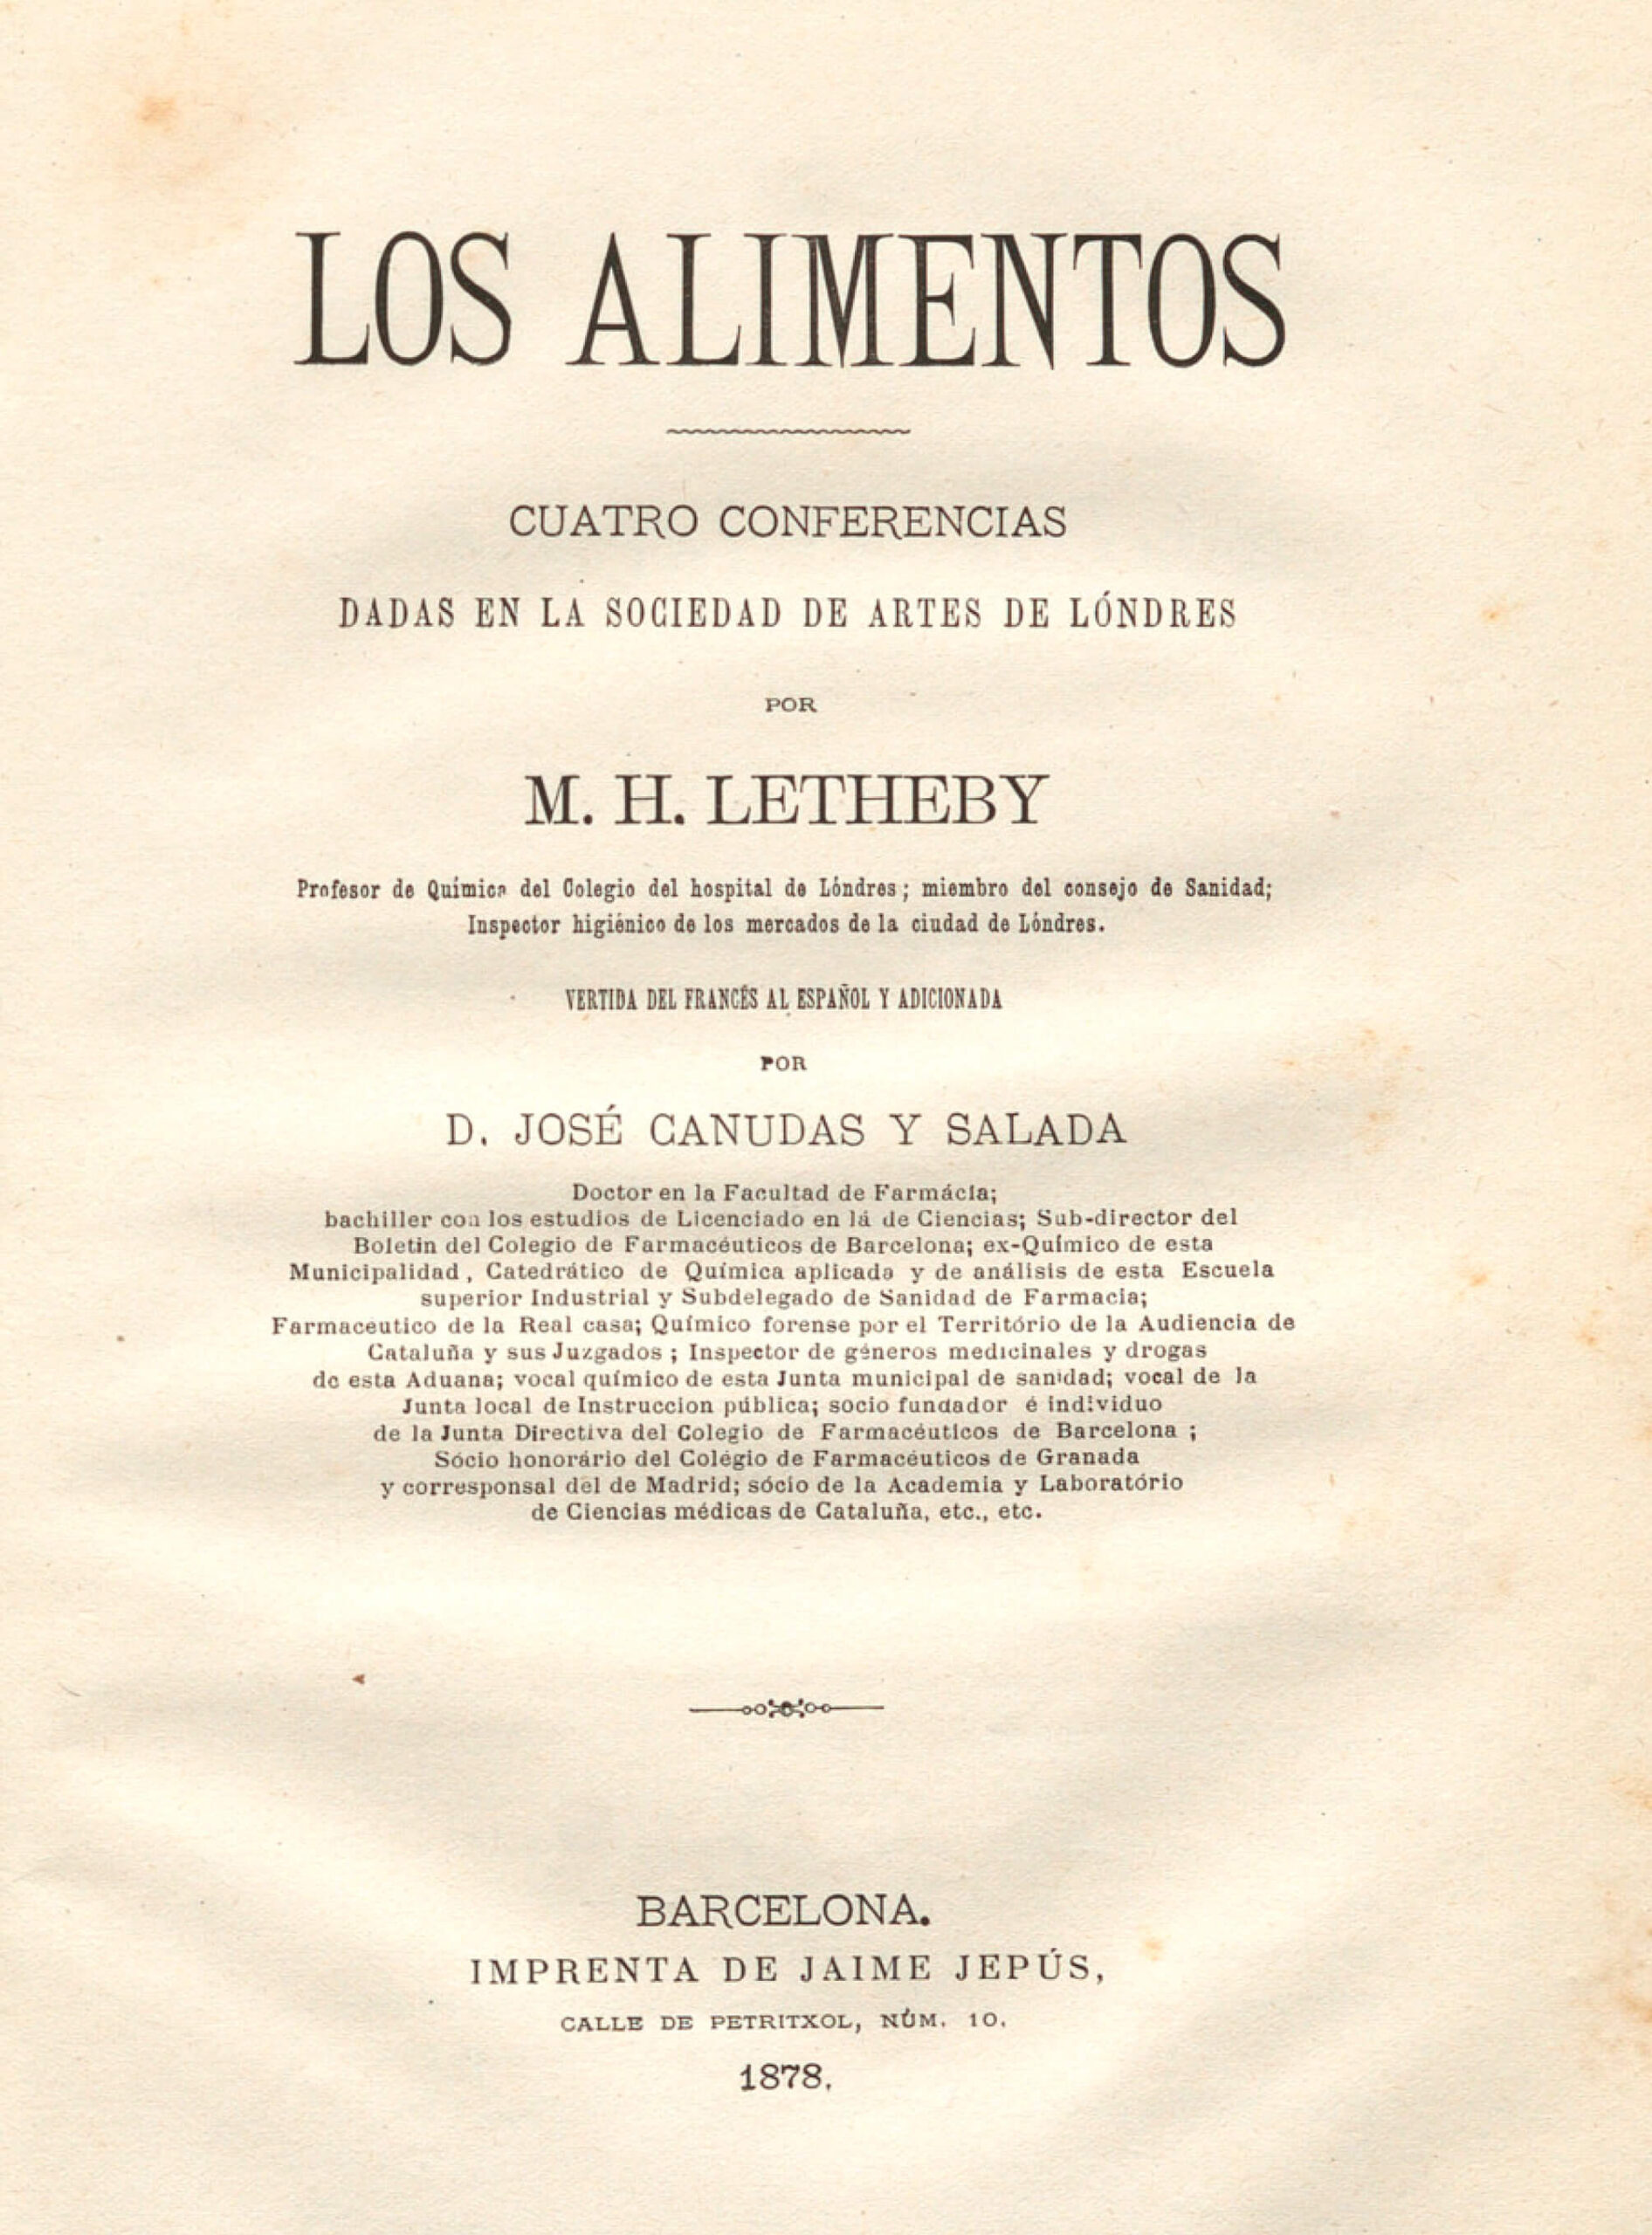 LOS ALIMENTOS
CUATRO CONFERENCIAS
DADAS EN LA SOCIEDAD DE ARTES DE LÓNDRES
POR
M. H. LETHEBY
Profesor de Química del Colegio del hospital de Lóndres; miembro del consejo de Sanidad;
Inspector higiénico de los mercados de la ciudad de Lóndres.
VERTIDA DEL FRANCÉS AL ESPAÑOL Y ADICIONADA
POR
D. JOSÉ CANUDAS Y SALADA
Doctor en la Facultad de Farmácia;
bachiller con los estudios de Licenciado en lá de Ciencias; Sub-director del
Boletin del Colegio de Farmacéuticos de Barcelona; ex-Químico de esta
Municipalidad, Catedrático de Química aplicada y de análisis de esta Escuela
superior Industrial y Subdelegado de Sanidad de Farmacia;
Farmaceutico de la Real casa; Químico forense por el Território de la Audiencia de
Cataluña y sus Juzgados; Inspector de géneros medicinales y drogas
de esta Aduana; vocal químico de esta Junta municipal de sanidad; vocal de la
Junta local de Instruccion pública; socio fundador é individuo
de la Junta Directiva del Colegio de Farmacéuticos de Barcelona;
Sócio honorário del Colégio de Farmacéuticos de Granada
y corresponsal del de Madrid; sócio de la Academia y Laboratório
de Ciencias médicas de Cataluña, etc., etc.
BARCELONA.
IMPRENTA DE JAIME JEPÚS,
CALLE DE PETRITXOL, NÚM. 10.
1878.